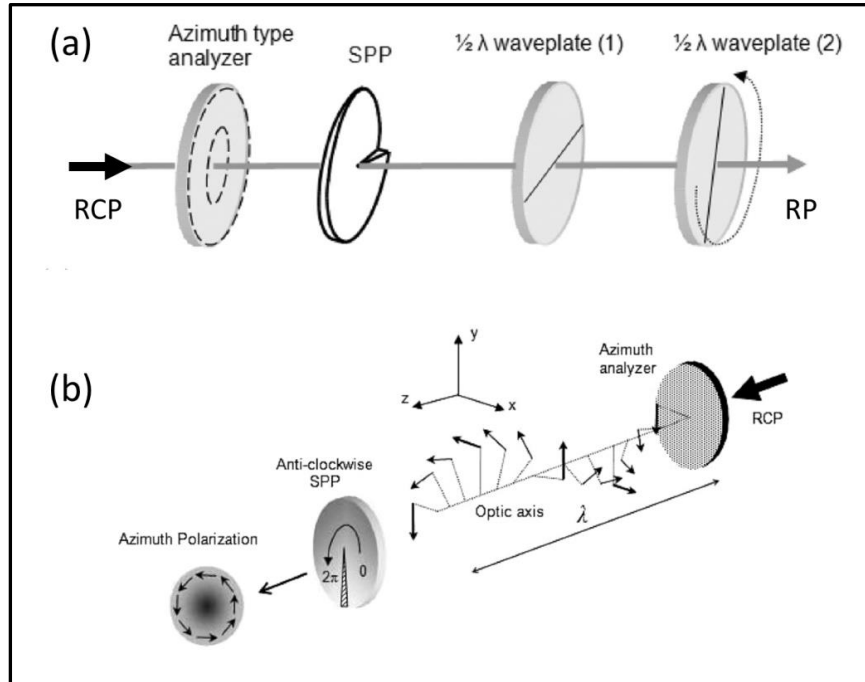 (a)
Azimuth type
analyzer
SPP
½ λ waveplate (1)
½ λ waveplate (2)
RCP
RP
(b)
y
z
x
Azimuth
analyzer
RCP
Anti-clockwise
SPP
Optic axis
λ
Azimuth Polarization
2π
0